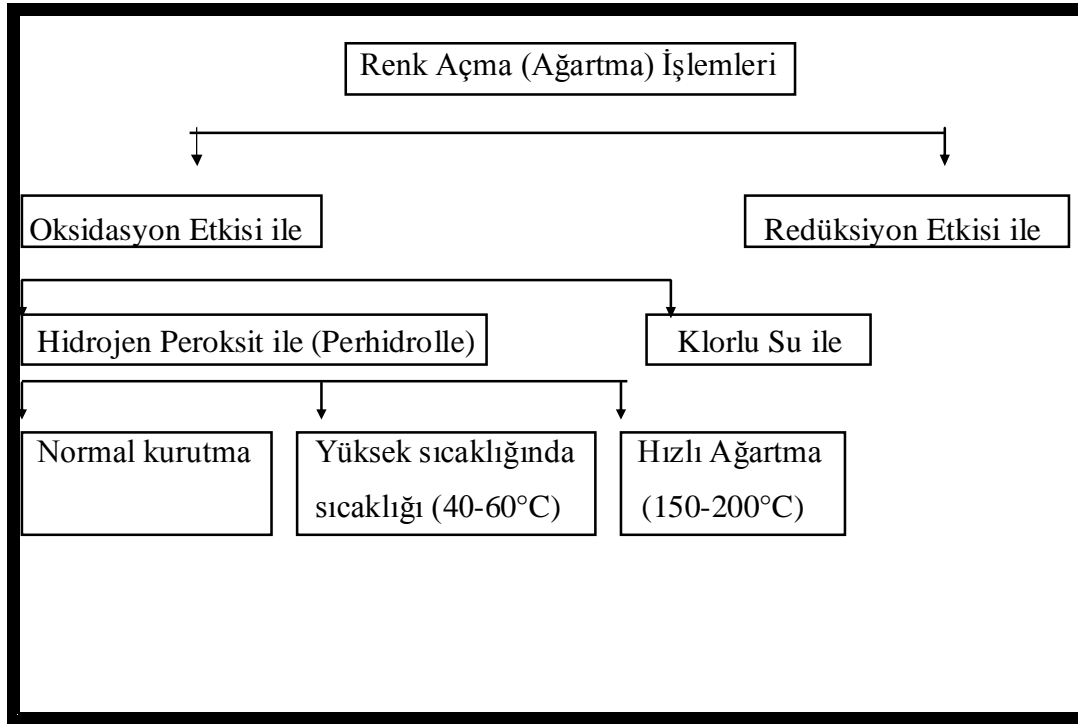 Renk Açma (Ağartma) İşlemleri
Oksidasyon Etkisi ile
Redüksiyon Etkisi ile
Hidrojen Peroksit ile (Perhidrolle)
Klorlu Su ile
Normal kurutma
Yüksek sıcaklığında
sıcaklığı (40-60°C)
Hızlı Ağartma
(150-200°C)